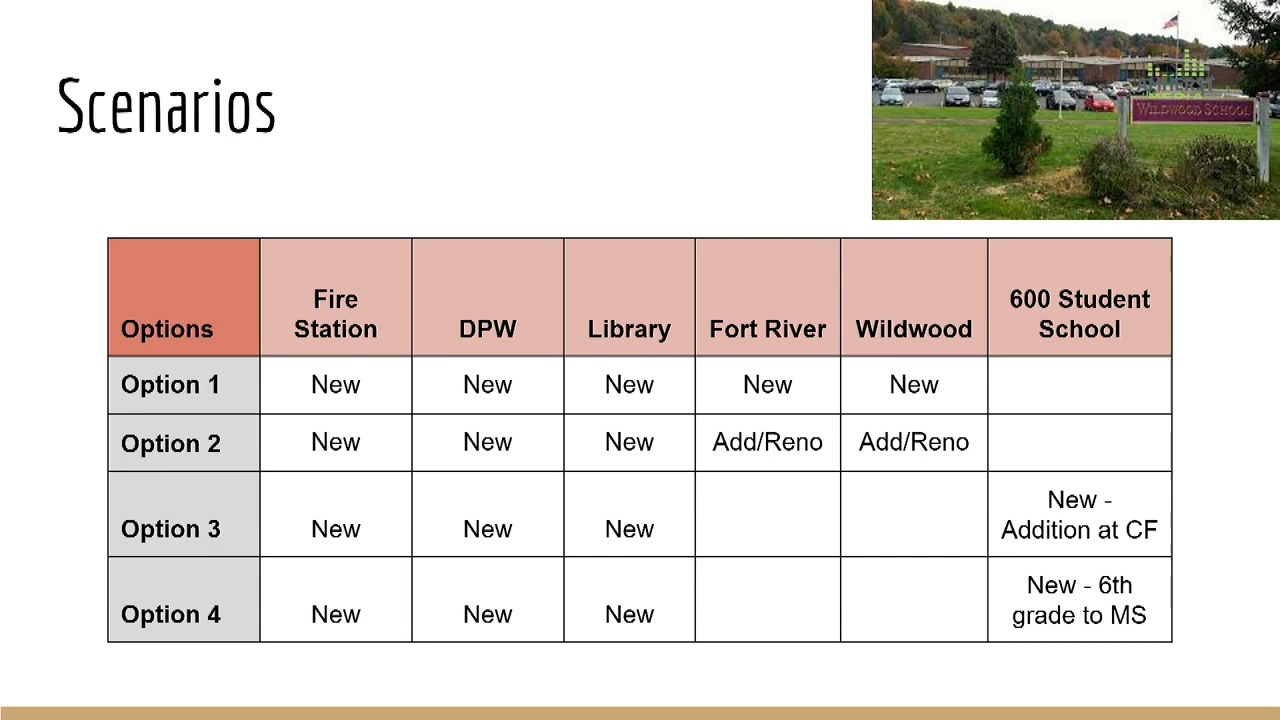 Scenarios
MEDIA
WILDWOOD SCHOOL
Options
Fire Station
DPW
Library
Fort River
Wildwood
600 Student School
Option 1
New
New
New
New
New
Option 2
New
New
New
Add/Reno
Add/Reno
Option 3
New
New
New
New -
Addition at CF
Option 4
New
New
New
New - 6th
grade to MS